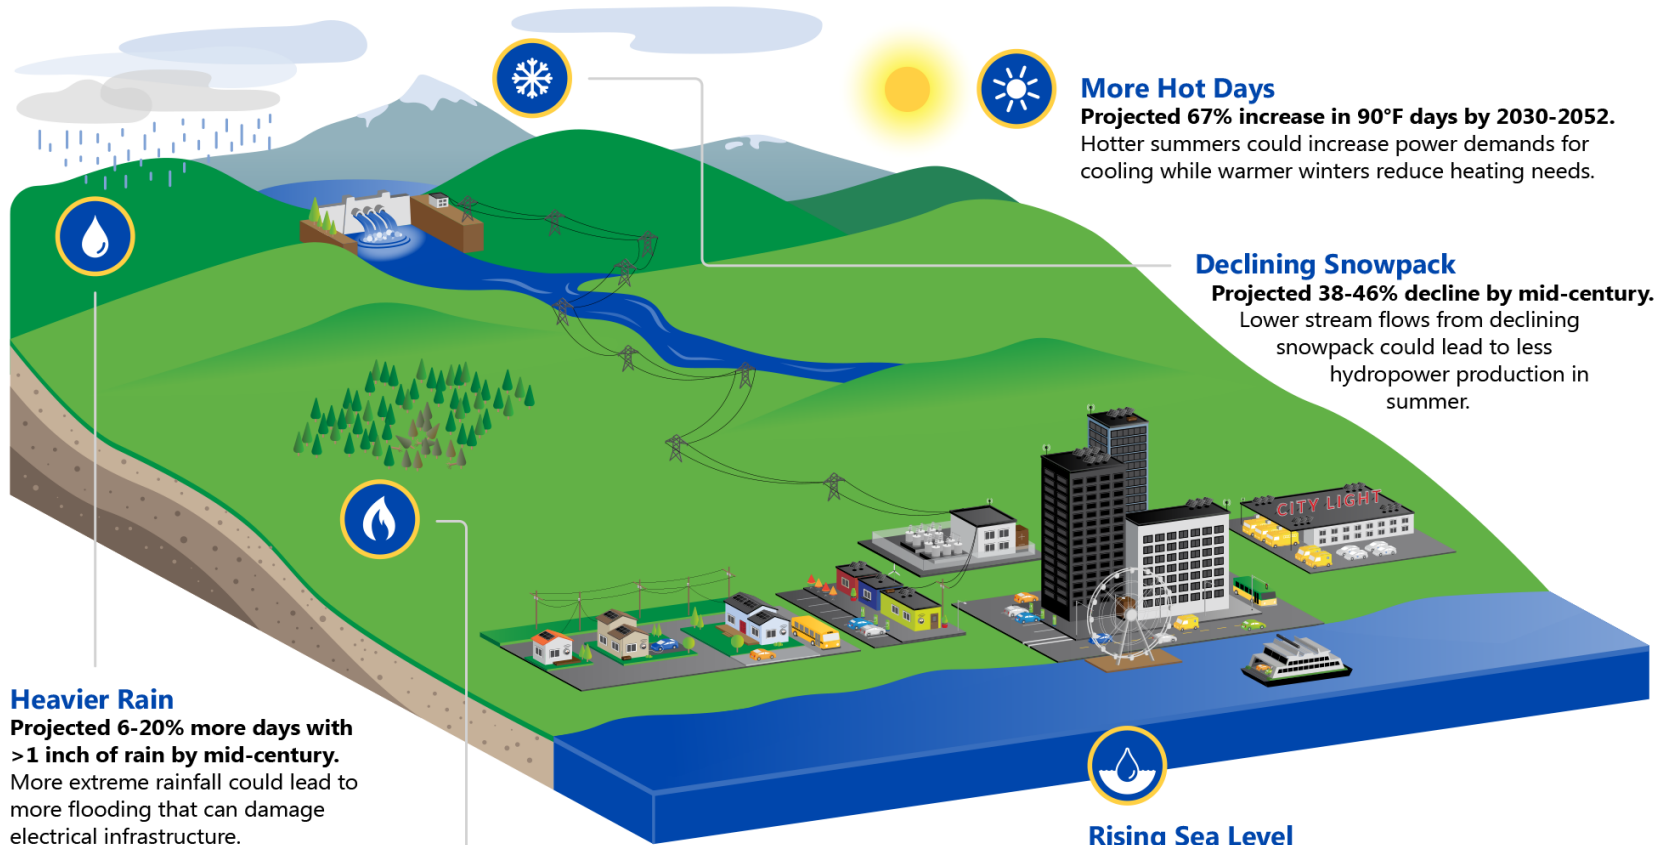 More Hot Days
Projected 67% increase in 90°F days by 2030-2052.
Hotter summers could increase power demands for
cooling while warmer winters reduce heating needs.
Declining Snowpack
Projected 38-46% decline by mid-century.
Lower stream flows from declining
snowpack could lead to less
hydropower production in
summer.
CITY LIGHT
Heavier Rain
Projected 6-20% more days with
>1 inch of rain by mid-century.
More extreme rainfall could lead to
more flooding that can damage
electrical infrastructure.
Rising Sea Level